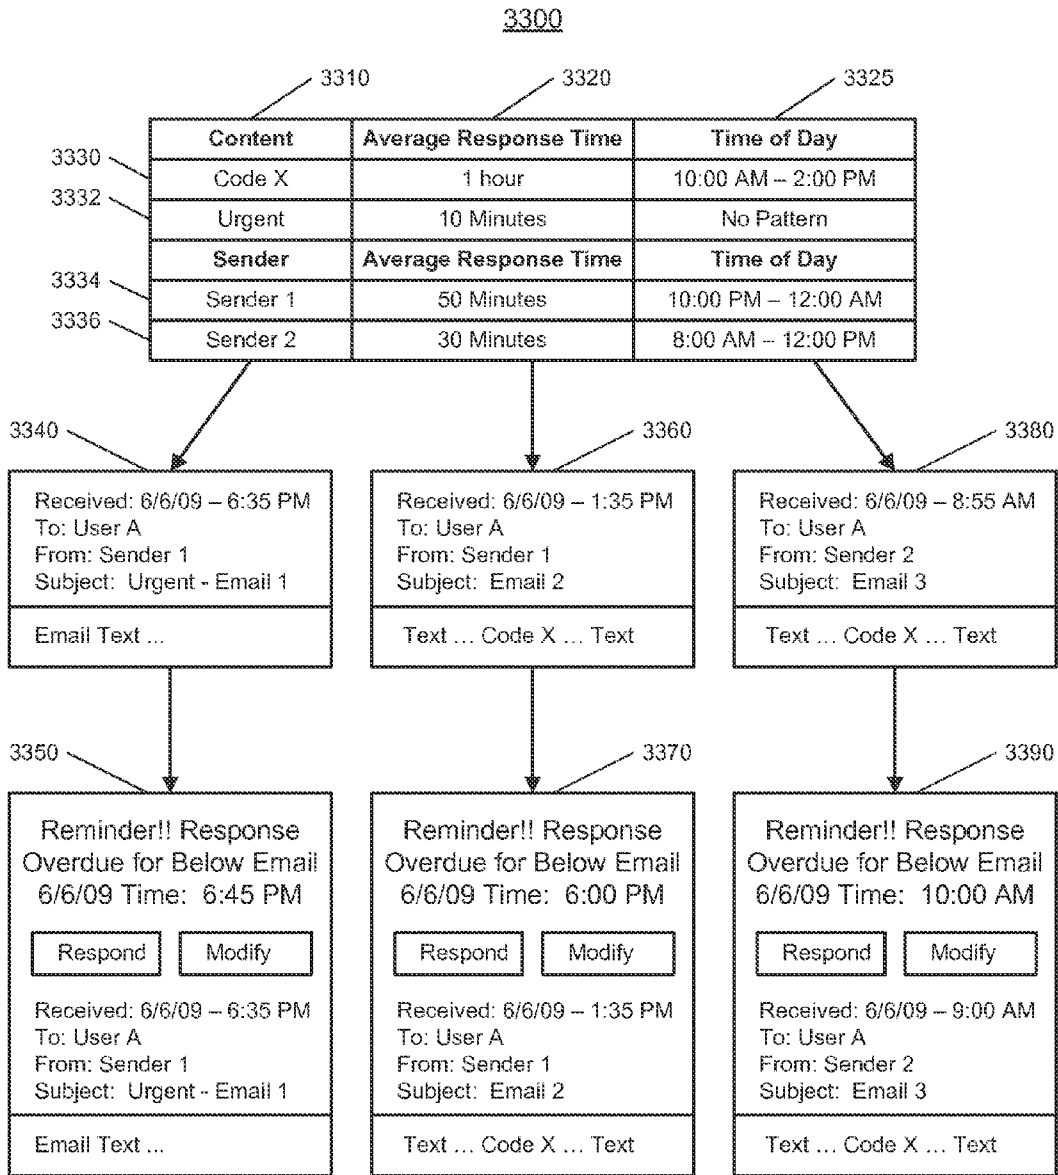 3300
3310
3320
3325
Content Average Response Time Time of Day
3330
Code X 1 hour 10:00 AM – 2:00 PM
3332
Urgent 10 Minutes No Pattern
Sender Average Response Time Time of Day
3334
Sender 1 50 Minutes 10:00 PM – 12:00 AM
3336
Sender 2 30 Minutes 8:00 AM – 12:00 PM
3340
Received: 6/6/09 – 6:35 PM
To: User A
From: Sender 1
Subject: Urgent - Email 1
Email Text ...
3360
Received: 6/6/09 – 1:35 PM
To: User A
From: Sender 1
Subject: Email 2
Text ... Code X ... Text
3380
Received: 6/6/09 – 8:55 AM
To: User A
From: Sender 2
Subject: Email 3
Text ... Code X ... Text
3350
Reminder!! Response
Overdue for Below Email
6/6/09 Time: 6:45 PM
Respond Modify
Received: 6/6/09 – 6:35 PM
To: User A
From: Sender 1
Subject: Urgent - Email 1
Email Text ...
3370
Reminder!! Response
Overdue for Below Email
6/6/09 Time: 6:00 PM
Respond Modify
Received: 6/6/09 – 1:35 PM
To: User A
From: Sender 1
Subject: Email 2
Text ... Code X ... Text
3390
Reminder!! Response
Overdue for Below Email
6/6/09 Time: 10:00 AM
Respond Modify
Received: 6/6/09 – 9:00 AM
To: User A
From: Sender 2
Subject: Email 3
Text ... Code X ... Text